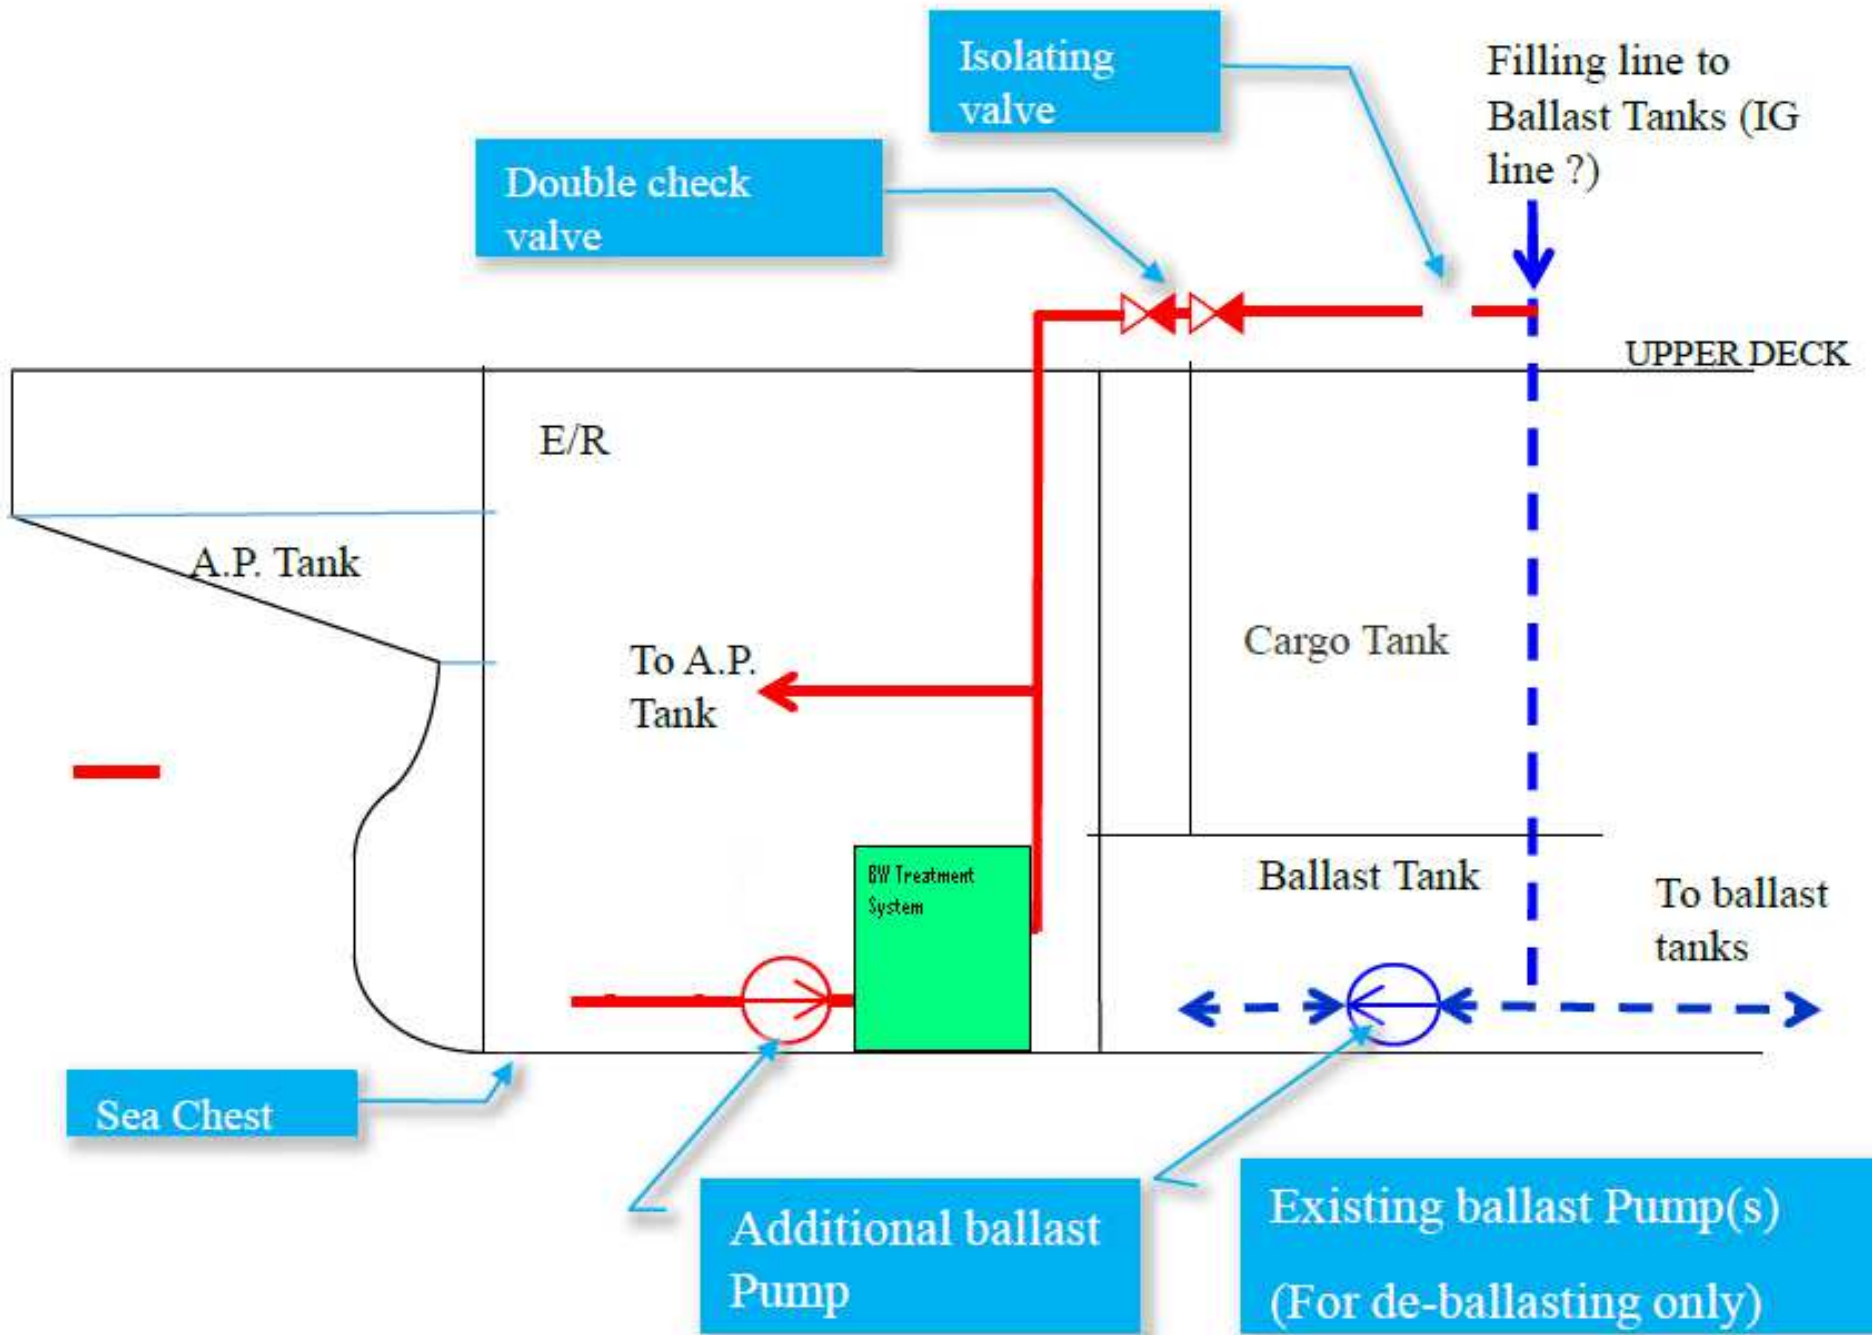 Isolating
valve
Filling line to
Ballast Tanks (IG
line ?)
Double check
valve
UPPER DECK
E/R
A.P. Tank
To A.P.
Tank
Cargo Tank
BW Treatment
System
Ballast Tank
To ballast
tanks
Sea Chest
Additional ballast
Pump
Existing ballast Pump(s)
(For de-ballasting only)